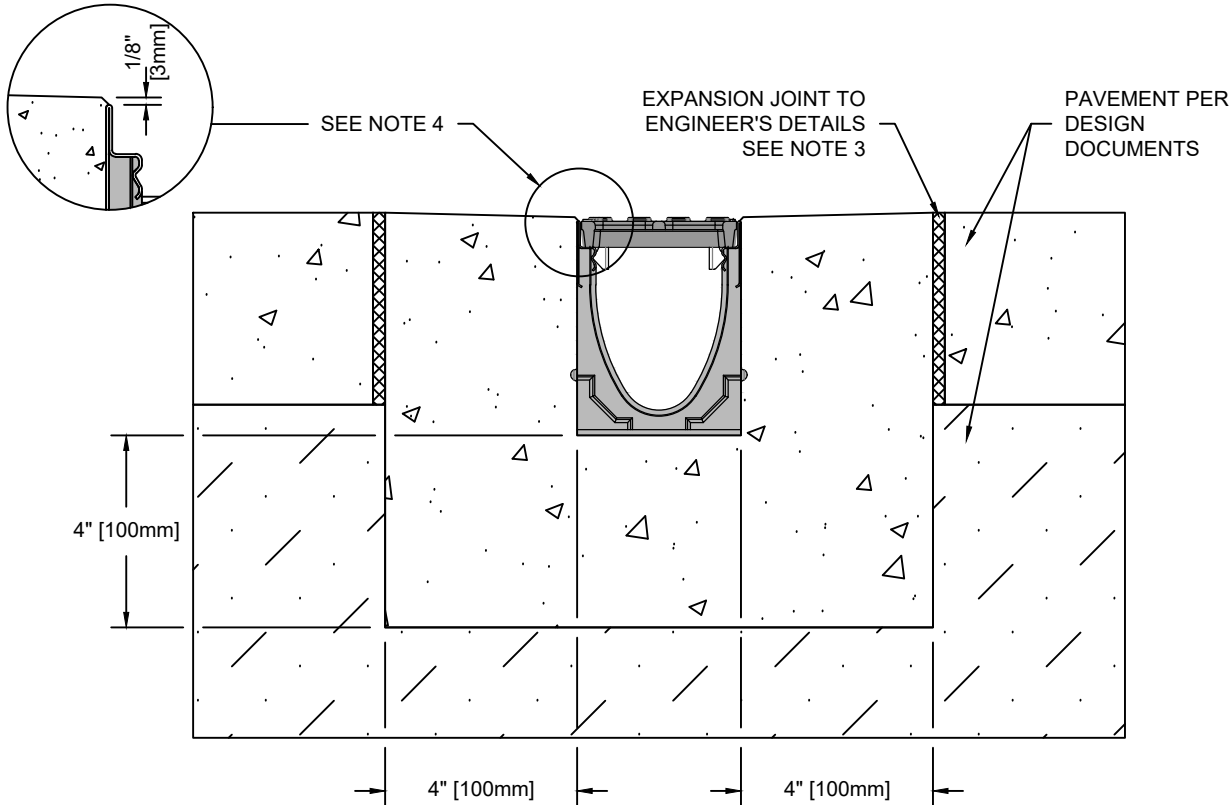 1/8"
[3mm]
SEE NOTE 4
EXPANSION JOINT TO
ENGINEER'S DETAILS
SEE NOTE 3
PAVEMENT PER
DESIGN
DOCUMENTS
4" [100mm]
4" [100mm]
4" [100mm]